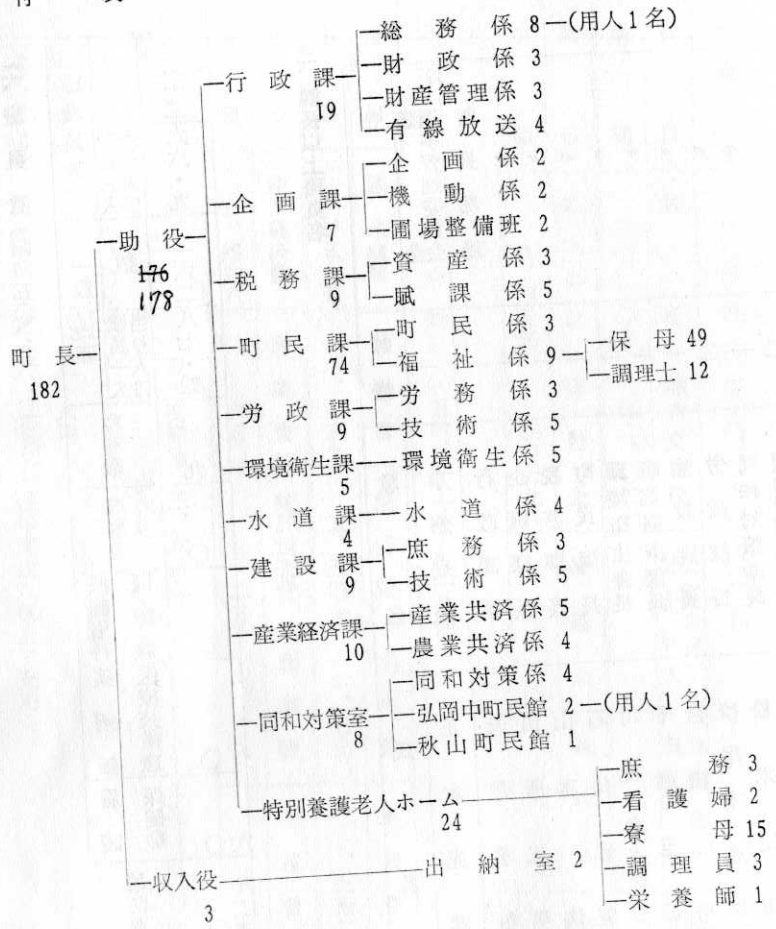 総務係 8 ―(用人1名)
財政係 3
行政課
19
財産管理係 3
有線放送 4
企画係 2
企画課
7
機動係 2
圃場整備班 2
助役
176
178
資産係 3
税務課
9
賦課係 5
町民係 3
町民課
74
福祉係 9
保母 49
調理士 12
町長
182
労務係 3
労政課
9
技術係 5
環境衛生課
5
環境衛生係 5
水道課
4
水道係 4
庶務係 3
建設課
9
技術係 5
産業共済係 5
産業経済課
10
農業共済係 4
同和対策係 4
同和対策室
8
弘岡中町民館 2 ―(用人1名)
秋山町民館 1
特別養護老人ホーム
24
庶務 3
看護婦 2
寮母 15
調理員 3
栄養師 1
収入役
3
出納室 2